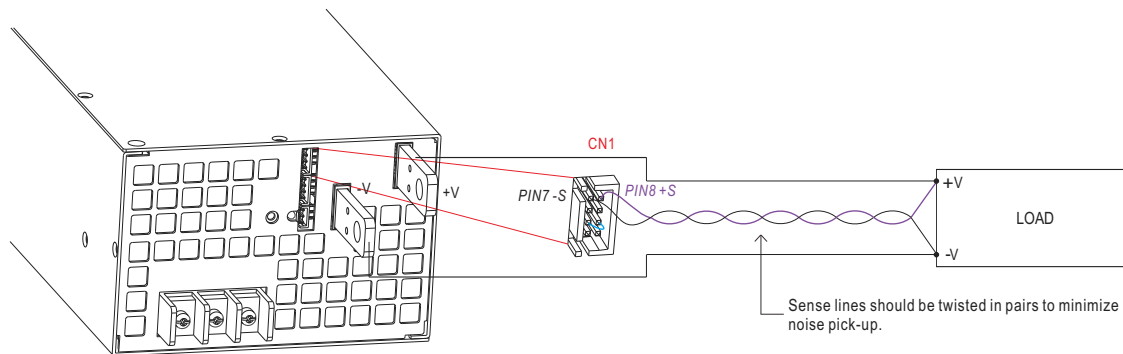 CN1
-V
+V
PIN7 -S
PIN8 +S
+V
LOAD
-V
Sense lines should be twisted in pairs to minimize
noise pick-up.